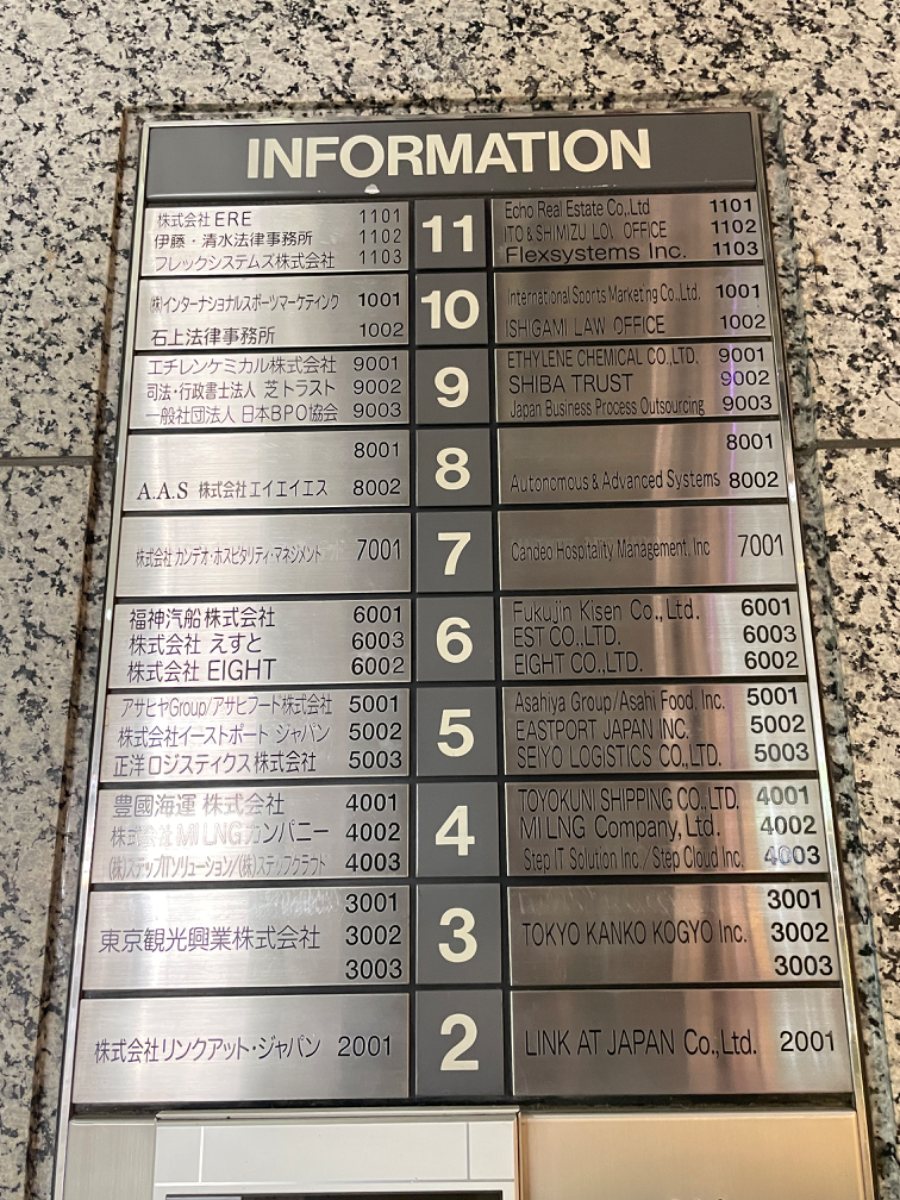 INFORMATION
株式会社 ERE 1101 11 Echo Real Estate Co,.Ltd 1101
伊藤・清水法律事務所 1102 ITO & SHIMIZU LOW OFFICE 1102
フレックシステムズ株式会社 1103 Flexsystems Inc. 1103
㈱インターナショナルスポーツマーケティング 1001 10 International Sports Marketing Co.,Ltd. 1001
石上法律事務所 1002 ISHIGAMI LAW OFFICE 1002
エチレンケミカル株式会社 9001 9 ETHYLENE CHEMICAL CO.,LTD. 9001
司法・行政書士法人 芝トラスト 9002 SHIBA TRUST 9002
一般社団法人 日本BPO協会 9003 Japan Business Process Outsourcing 9003
8001 8 8001
A.A.S 株式会社エイエイエス 8002 Autonomous & Advanced Systems 8002
株式会社 カンデオ・ホスピタリティ・マネジメント 7001 7 Candeo Hospitality Management, Inc 7001
福神汽船 株式会社 6001 6 Fukujin Kisen Co., Ltd. 6001
株式会社 えすと 6003 EST CO.,LTD. 6003
株式会社 EIGHT 6002 EIGHT CO.,LTD. 6002
アサヒヤGroup/アサヒフード株式会社 5001 5 Asahiya Group/Asahi Food, Inc. 5001
株式会社イーストポート ジャパン 5002 EASTPORT JAPAN INC. 5002
正洋ロジスティクス株式会社 5003 SEIYO LOGISTICS CO.,LTD. 5003
豊國海運 株式会社 4001 4 TOYOKUNI SHIPPING CO.,LTD. 4001
株式会社 MI LNGカンパニー 4002 MI LNG Company, Ltd. 4002
㈱ステップITソリューション/㈱ステップクラウド 4003 Step IT Solution Inc./Step Cloud Inc. 4003
3001 3 3001
東京観光興業株式会社 3002 TOKYO KANKO KOGYO Inc. 3002
3003 3003
株式会社リンクアット・ジャパン 2001 2 LINK AT JAPAN Co.,Ltd. 2001